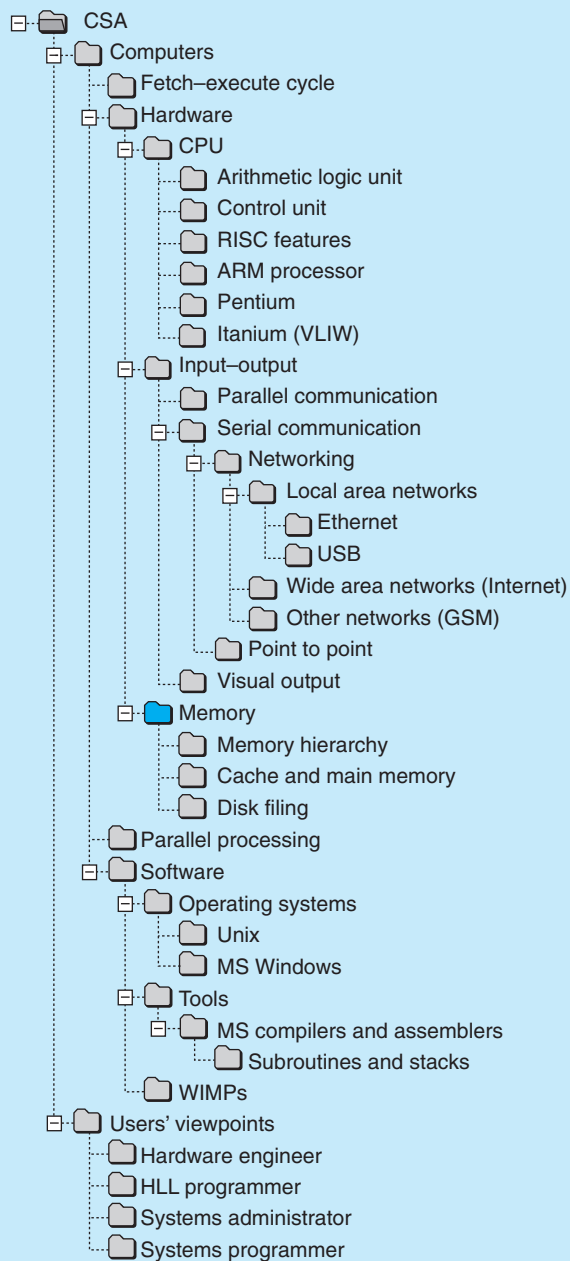 CSA
Computers
Fetch–execute cycle
Hardware
CPU
Arithmetic logic unit
Control unit
RISC features
ARM processor
Pentium
Itanium (VLIW)
Input–output
Parallel communication
Serial communication
Networking
Local area networks
Ethernet
USB
Wide area networks (Internet)
Other networks (GSM)
Point to point
Visual output
Memory
Memory hierarchy
Cache and main memory
Disk filing
Parallel processing
Software
Operating systems
Unix
MS Windows
Tools
MS compilers and assemblers
Subroutines and stacks
WIMPs
Users' viewpoints
Hardware engineer
HLL programmer
Systems administrator
Systems programmer